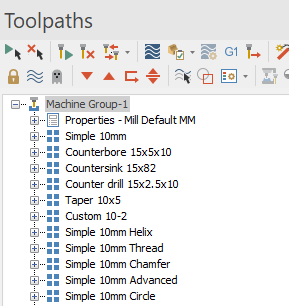 Toolpaths
G1
Machine Group-1
Properties - Mill Default MM
Simple 10mm
Counterbore 15x5x10
Countersink 15x82
Counter drill 15x2.5x10
Taper 10x5
Custom 10-2
Simple 10mm Helix
Simple 10mm Thread
Simple 10mm Chamfer
Simple 10mm Advanced
Simple 10mm Circle